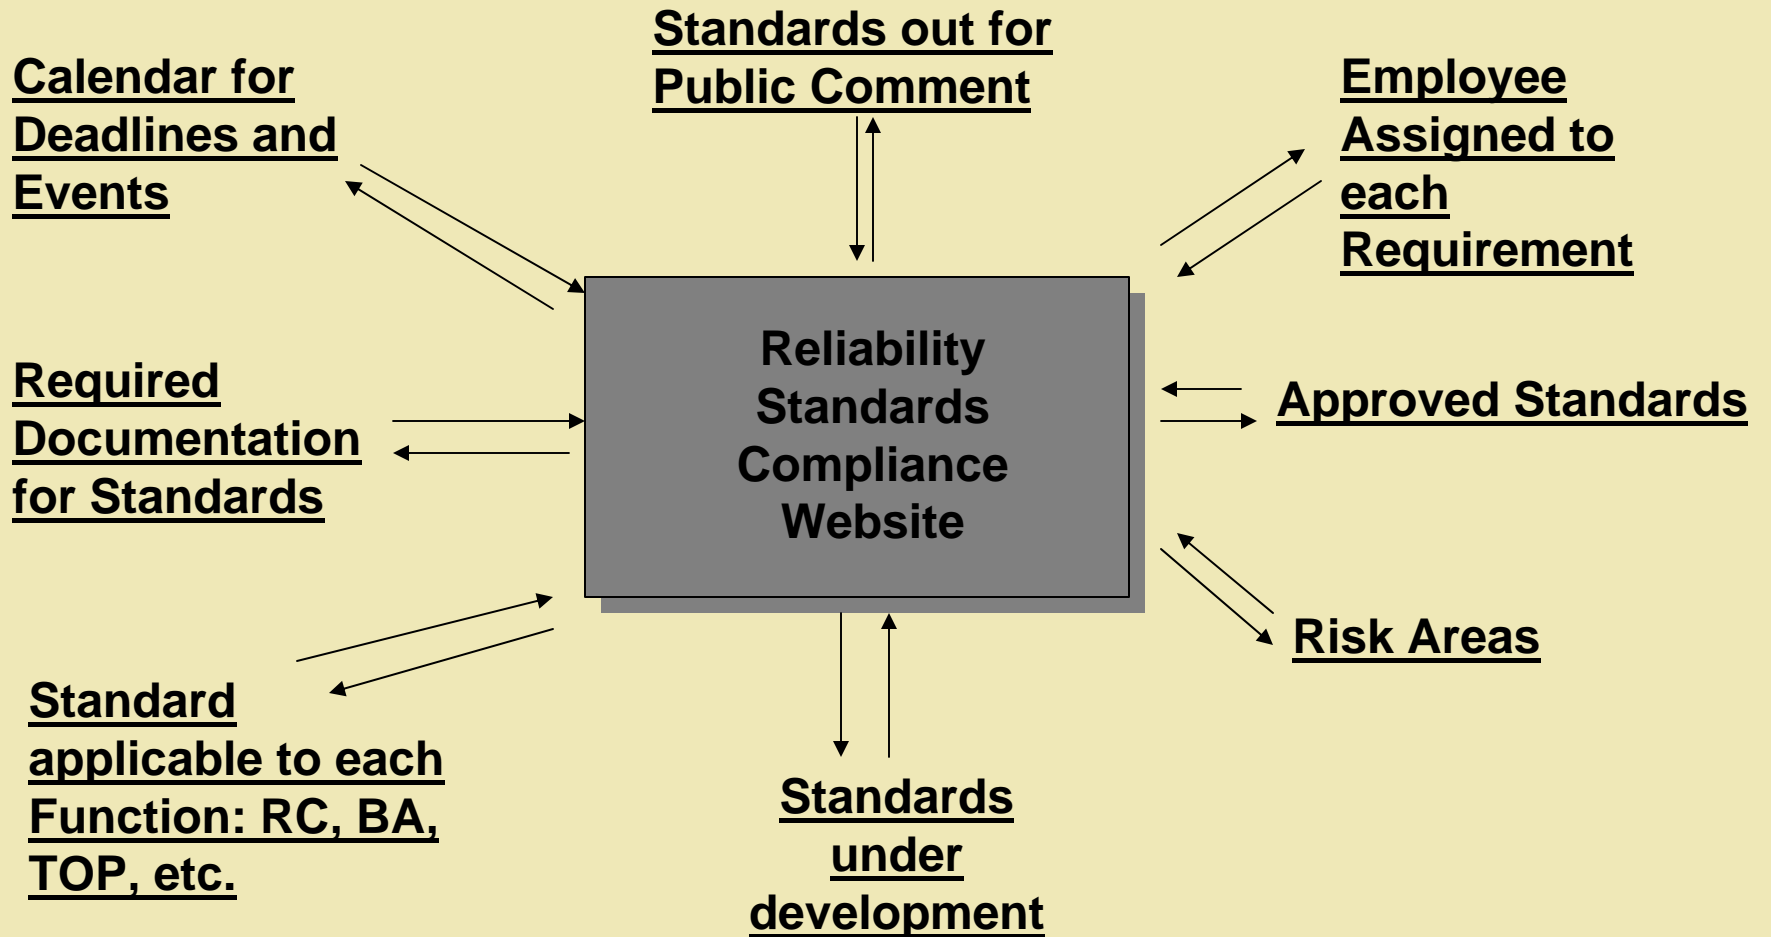 Standards out for
Public Comment
Calendar for
Deadlines and
Events
Employee
Assigned to
each
Requirement
Reliability
Standards
Compliance
Website
Required
Documentation
for Standards
Approved Standards
Risk Areas
Standard
applicable to each
Function: RC, BA,
TOP, etc.
Standards
under
development